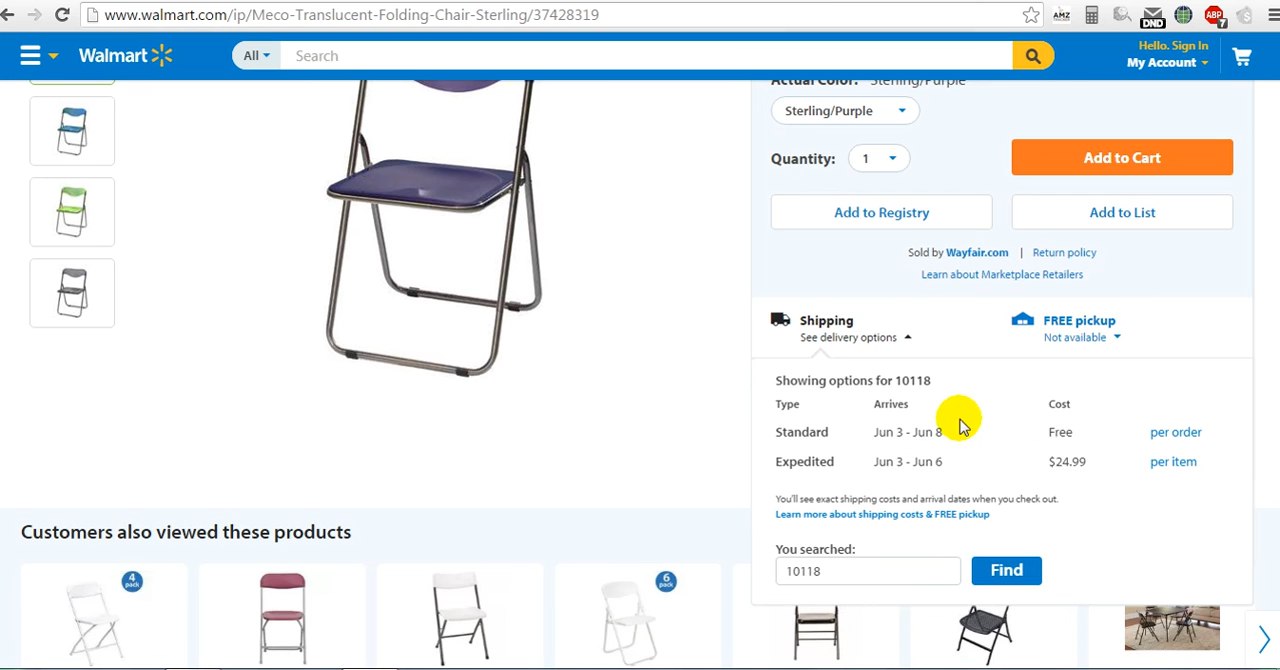 www.walmart.com/ip/Meco-Translucent-Folding-Chair-Sterling/37428319
AMZ
DND
ABP
7
Walmart
All
Search
Hello. Sign In
My Account
Actual Color: Sterling/Purple
Sterling/Purple
Quantity:
1
Add to Cart
Add to Registry
Add to List
Sold by Wayfair.com | Return policy
Learn about Marketplace Retailers
Shipping
See delivery options
FREE pickup
Not available
Showing options for 10118
Type Arrives Cost
Standard Jun 3 - Jun 8 Free per order
Expedited Jun 3 - Jun 6 $24.99 per item
You'll see exact shipping costs and arrival dates when you check out.
Learn more about shipping costs & FREE pickup
You searched:
10118
Find
Customers also viewed these products
4 pack
6 pack